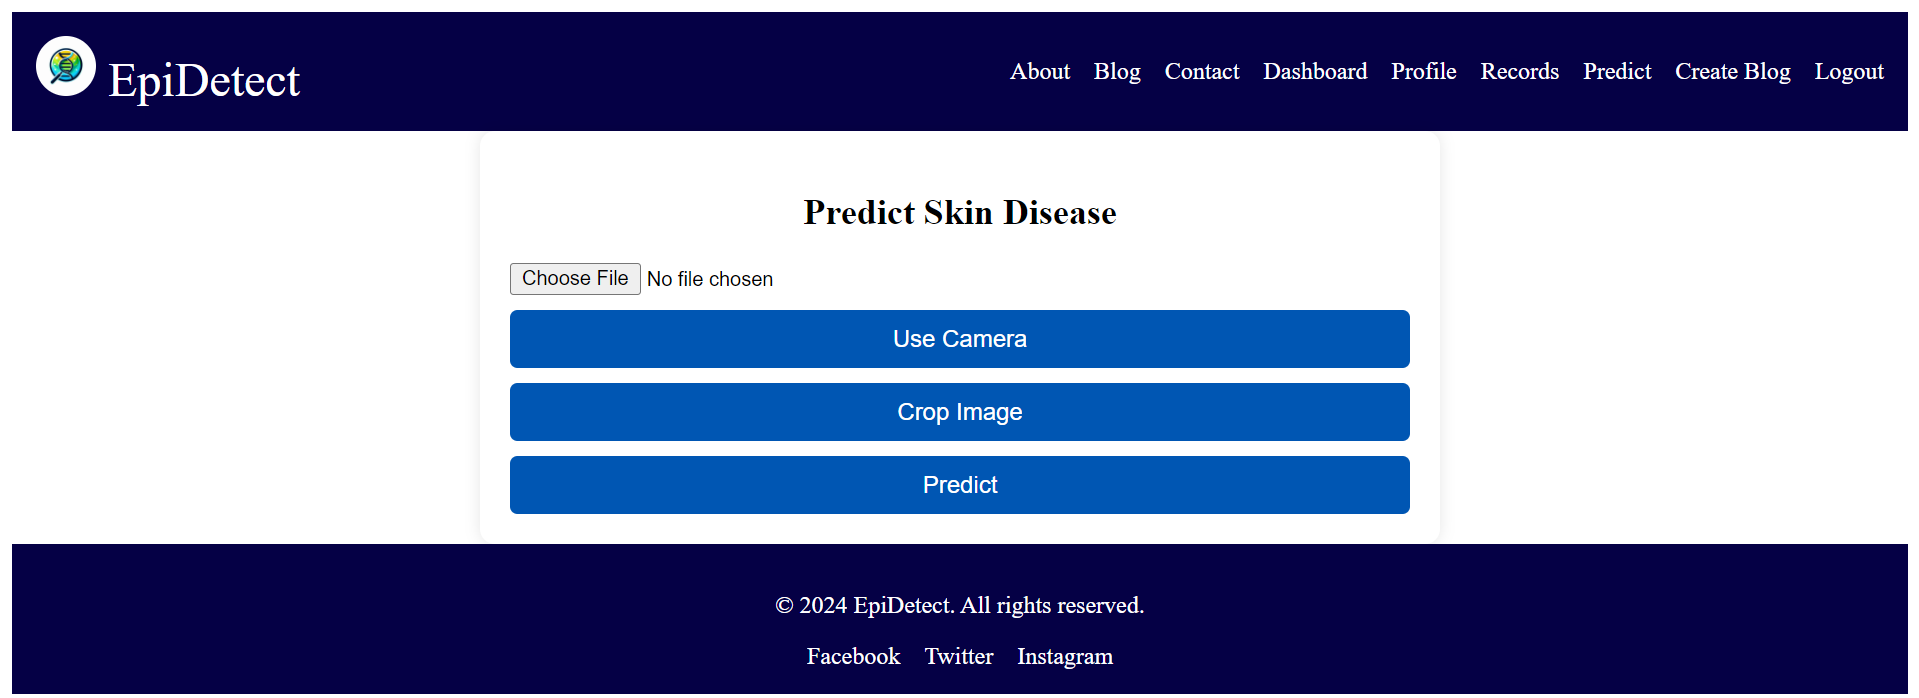 EpiDetect
About Blog Contact Dashboard Profile Records Predict Create Blog Logout
Predict Skin Disease
Choose File No file chosen
Use Camera
Crop Image
Predict
© 2024 EpiDetect. All rights reserved.
Facebook Twitter Instagram